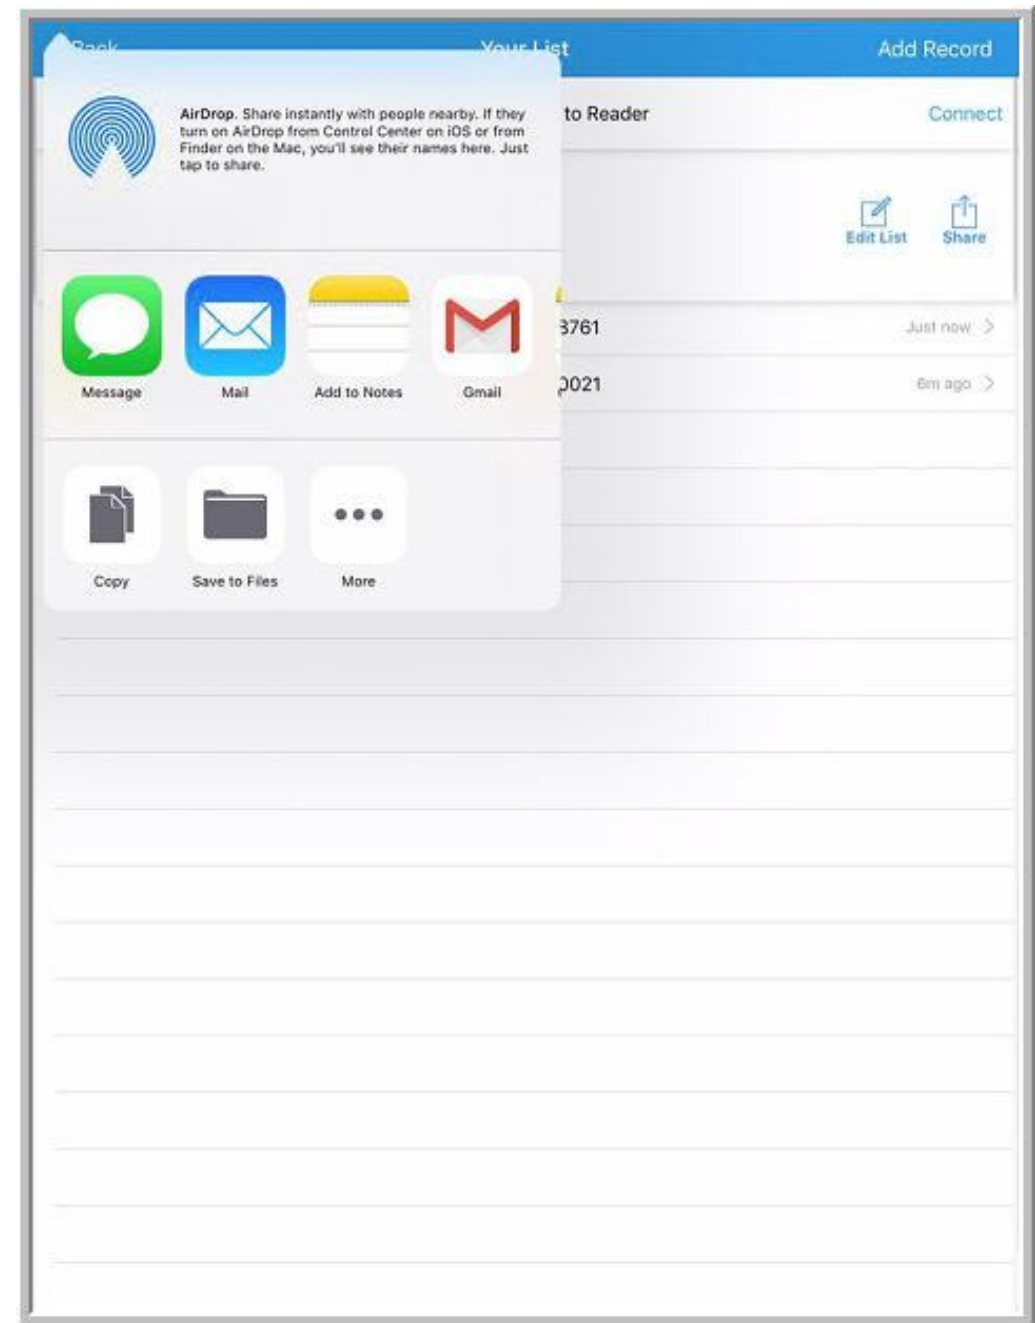 Back Your List Add Record
AirDrop. Share instantly with people nearby. If they
turn on AirDrop from Control Center on iOS or from
Finder on the Mac, you'll see their names here. Just
tap to share.
to Reader Connect
Edit List Share
3761 Just now
0021 6m ago
Message Mail Add to Notes Gmail
Copy Save to Files More